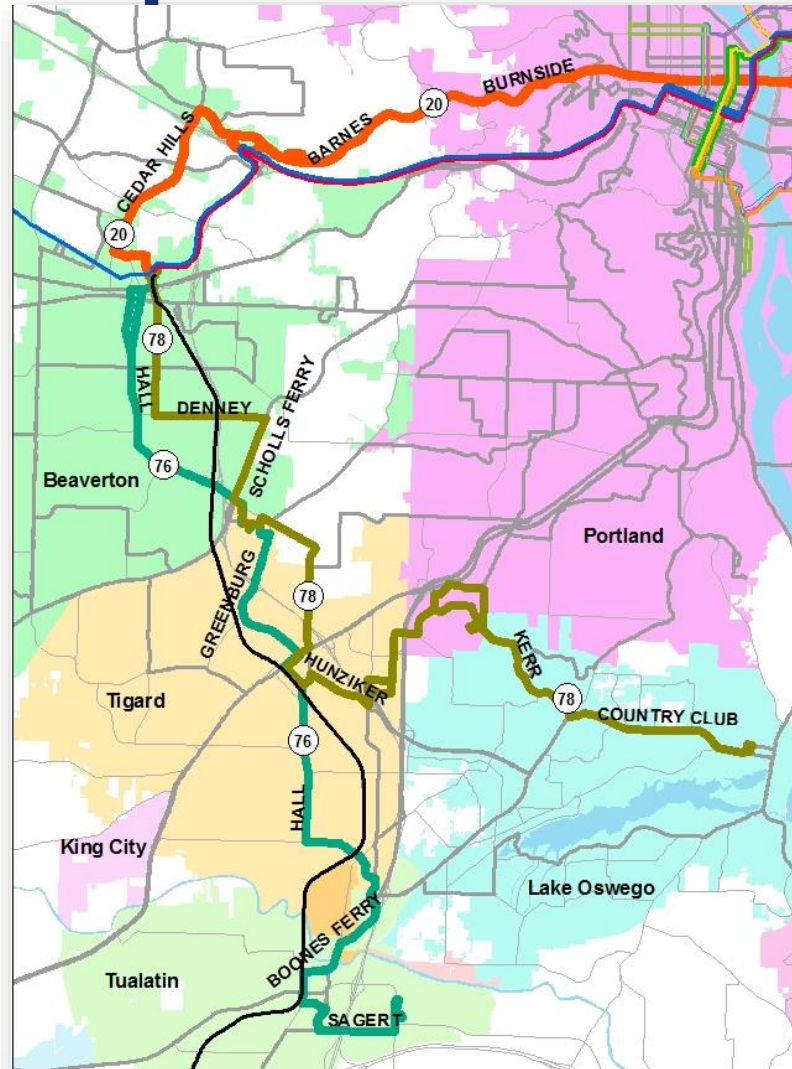 BURNSIDE
20
BARNES
CEDAR HILLS
20
78
HALL
DENNEY
SCHOLLS FERRY
76
Beaverton
Portland
GREENBURG
78
KERR
HUNZIKER
Tigard
78
COUNTRY CLUB
76
HALL
King City
Lake Oswego
BOONES FERRY
Tualatin
SAGERT